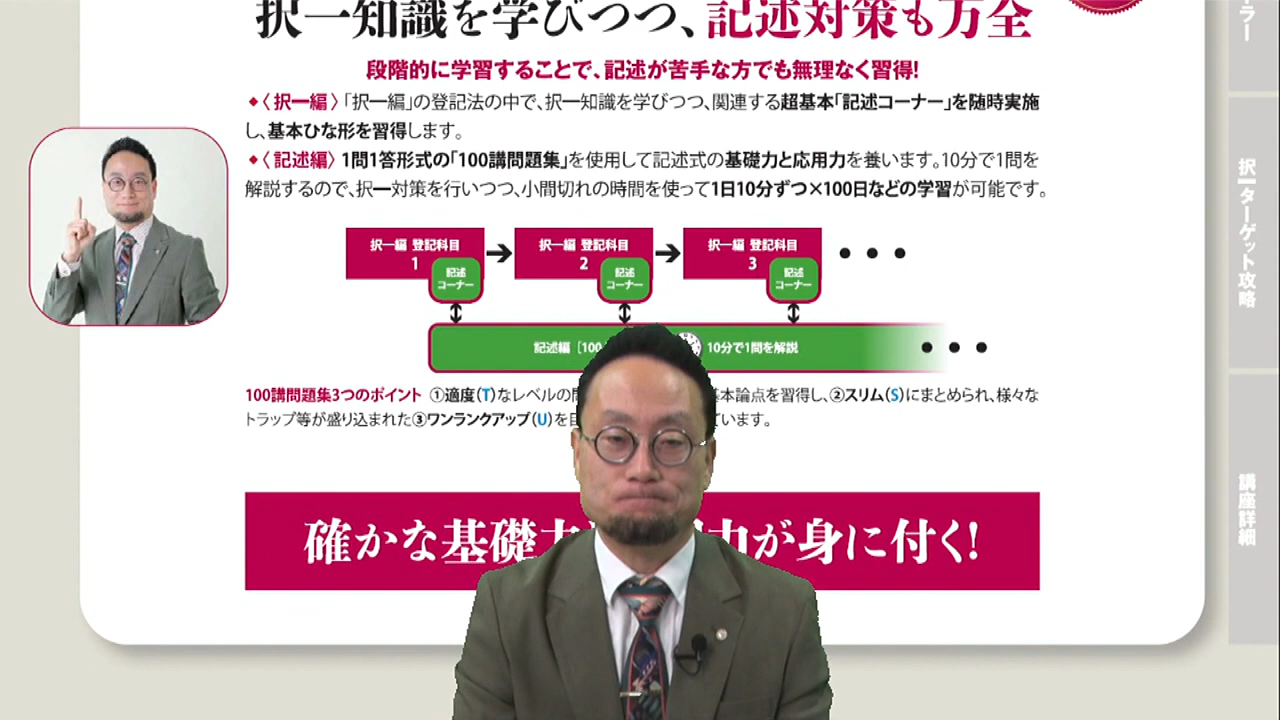 択一知識を学びつつ、記述対策も万全
段階的に学習することで、記述が苦手な方でも無理なく習得!
◆〈択一編〉「択一編」の登記法の中で、択一知識を学びつつ、関連する超基本「記述コーナー」を随時実施
し、基本ひな形を習得します。
◆〈記述編〉1問1答形式の「100講問題集」を使用して記述式の基礎力と応用力を養います。10分で1問を
解説するので、択一対策を行いつつ、小間切れの時間を使って1日10分ずつ×100日などの学習が可能です。
択一編 登記科目
1
記述
コーナー
択一編 登記科目
2
記述
コーナー
択一編 登記科目
3
記述
コーナー
記述編［100 10分で1問を解説
100講問題集3つのポイント ①適度(T)なレベルの 基本論点を習得し、②スリム(S)にまとめられ、様々な
トラップ等が盛り込まれた③ワンランクアップ(U)を ています。
確かな基礎 力が身に付く!
ラー
択一ターゲット攻略
講座詳細